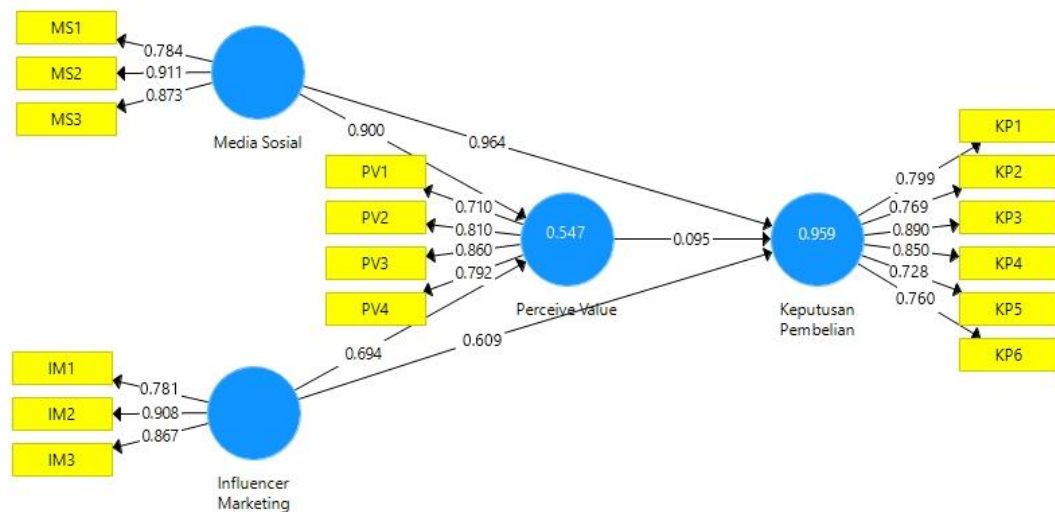 MS1
0.784
MS2
0.911
MS3
0.873
Media Sosial
0.900
0.964
PV1
0.710
PV2
0.810
PV3
0.860
PV4
0.792
0.547
Perceive Value
0.095
0.959
Keputusan
Pembelian
KP1
0.799
KP2
0.769
KP3
0.890
KP4
0.850
KP5
0.728
KP6
0.760
0.694
0.609
IM1
0.781
IM2
0.908
IM3
0.867
Influencer
Marketing